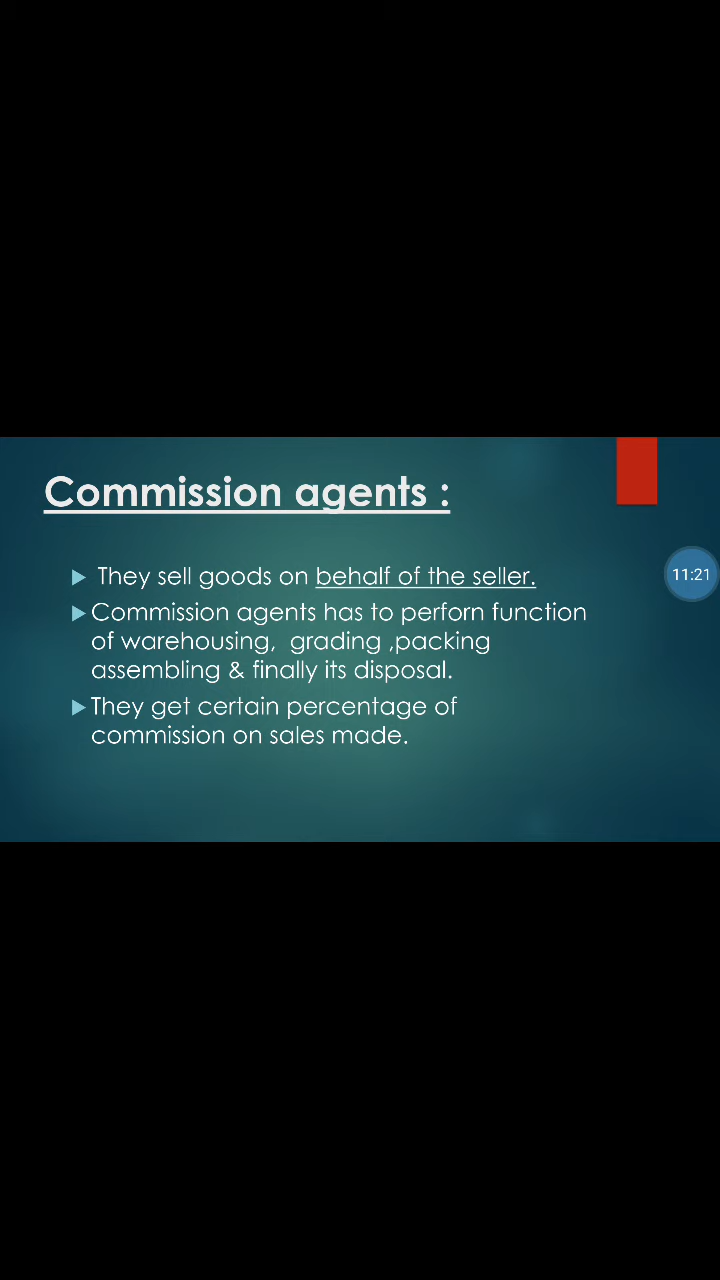 Commission agents :
They sell goods on behalf of the seller.
11:21
Commission agents has to perforn function
of warehousing,  grading ,packing
assembling & finally its disposal.
They get certain percentage of
commission on sales made.